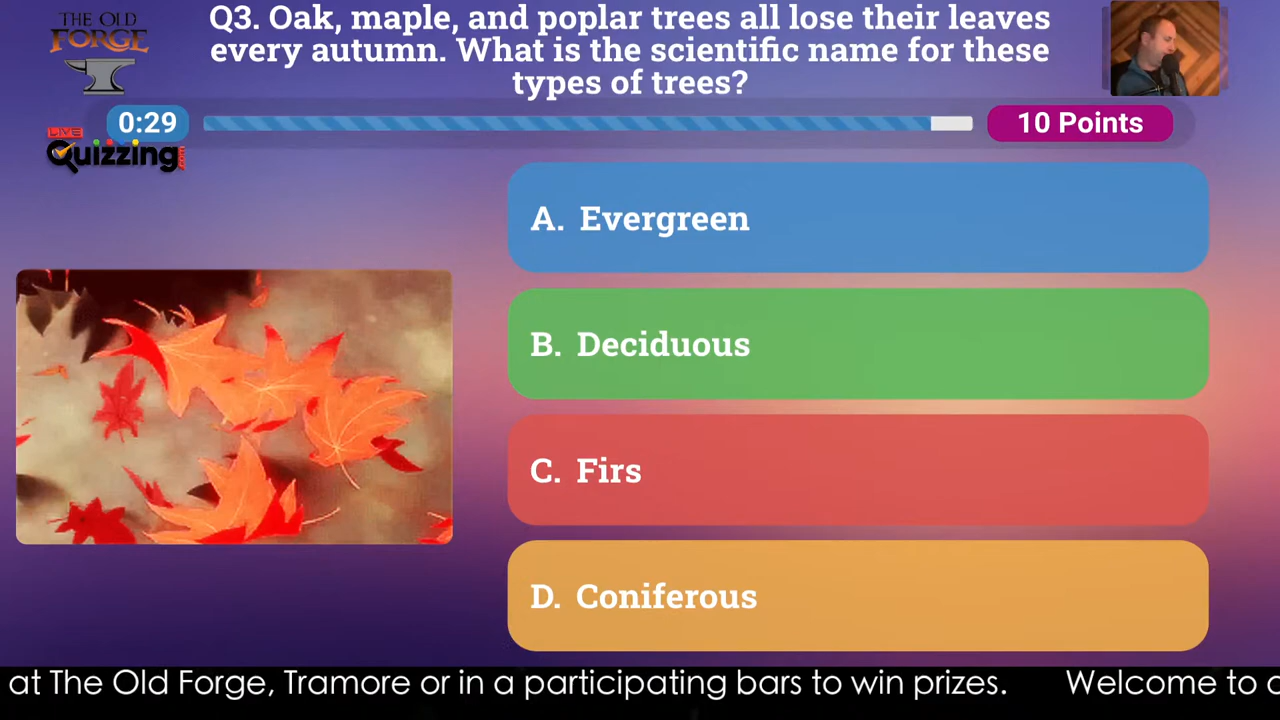 THE OLD
FORGE
Q3. Oak, maple, and poplar trees all lose their leaves
every autumn. What is the scientific name for these
types of trees?
0:29
10 Points
LIVE
Quizzing
.com
A. Evergreen
B. Deciduous
C. Firs
D. Coniferous
at The Old Forge, Tramore or in a participating bars to win prizes. Welcome to